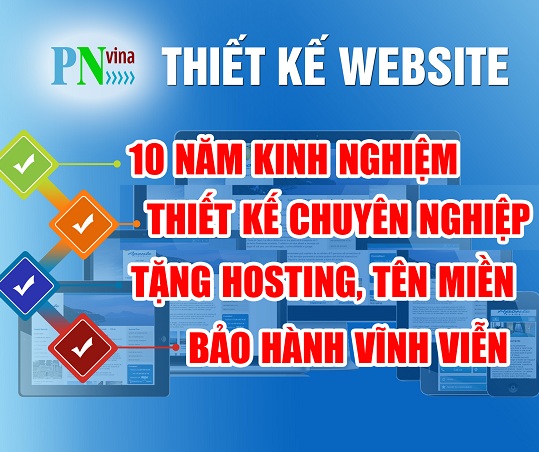 PN vina
THIẾT KẾ WEBSITE
10 NĂM KINH NGHIỆM
THIẾT KẾ CHUYÊN NGHIỆP
TẶNG HOSTING, TÊN MIỀN
BẢO HÀNH VĨNH VIỄN